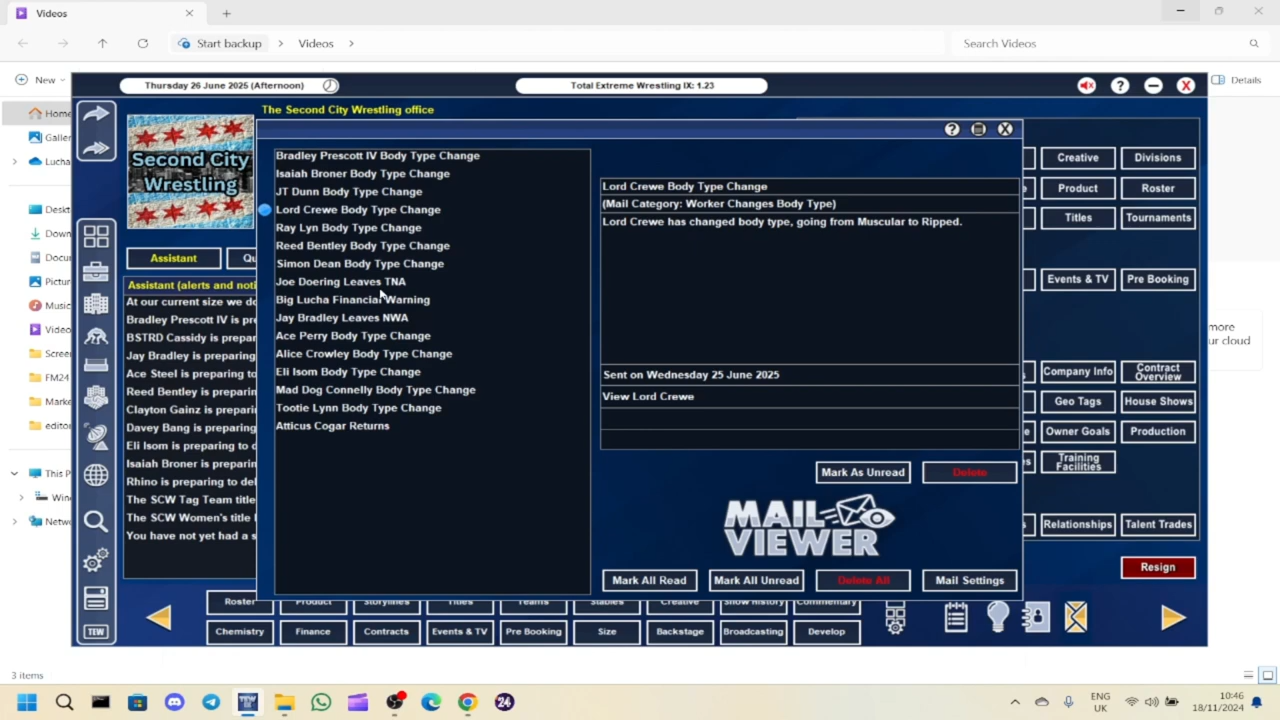 Videos
Start backup
Videos
Search Videos
New
Details
Home
Galler
Lucha
Deskt
Down
Docur
Pictur
Music
Video
Screer
FM24
Marke
editor
This P
Wind
Netwo
3 items
more
ur cloud
Thursday 26 June 2025 (Afternoon)
Total Extreme Wrestling IX: 1.23
The Second City Wrestling office
Second City
Wrestling
Assistant
Qu
Assistant (alerts and noti
At our current size we do
Bradley Prescott IV is pre
BSTRD Cassidy is prepar
Jay Bradley is preparing
Ace Steel is preparing to
Reed Bentley is preparing
Clayton Gainz is preparin
Davey Bang is preparing
Eli Isom is preparing to d
Isaiah Broner is preparin
Rhino is preparing to del
The SCW Tag Team title
The SCW Women's title
You have not yet had a s
Bradley Prescott IV Body Type Change
Isaiah Broner Body Type Change
JT Dunn Body Type Change
Lord Crewe Body Type Change
Ray Lyn Body Type Change
Reed Bentley Body Type Change
Simon Dean Body Type Change
Joe Doering Leaves TNA
Big Lucha Financial Warning
Jay Bradley Leaves NWA
Ace Perry Body Type Change
Alice Crowley Body Type Change
Eli Isom Body Type Change
Mad Dog Connelly Body Type Change
Tootie Lynn Body Type Change
Atticus Cogar Returns
Lord Crewe Body Type Change
(Mail Category: Worker Changes Body Type)
Lord Crewe has changed body type, going from Muscular to Ripped.
Sent on Wednesday 25 June 2025
View Lord Crewe
Mark As Unread
Delete
MAIL
VIEWER
Mark All Read
Mark All Unread
Delete All
Mail Settings
Creative
Divisions
Product
Roster
Titles
Tournaments
Events & TV
Pre Booking
Company Info
Contract Overview
Geo Tags
House Shows
Owner Goals
Production
Training Facilities
Relationships
Talent Trades
Resign
Roster
Product
Storylines
Titles
Teams
Stables
Creative
Show History
Commentary
Chemistry
Finance
Contracts
Events & TV
Pre Booking
Size
Backstage
Broadcasting
Develop
TEW
TEW
24
ENG
UK
10:46
18/11/2024